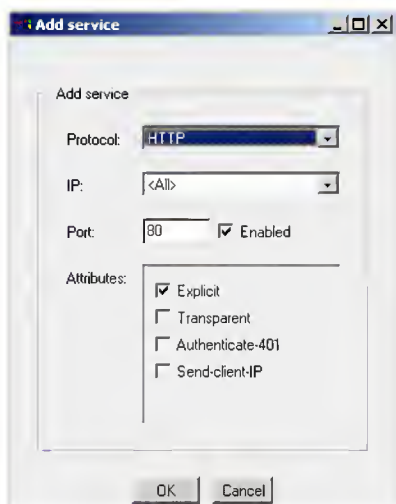 Add service
Add service
Protocol: HTTP
IP: <All>
Port: 80 Enabled
Attributes:
Explicit
Transparent
Authenticate-401
Send-client-IP
OK Cancel